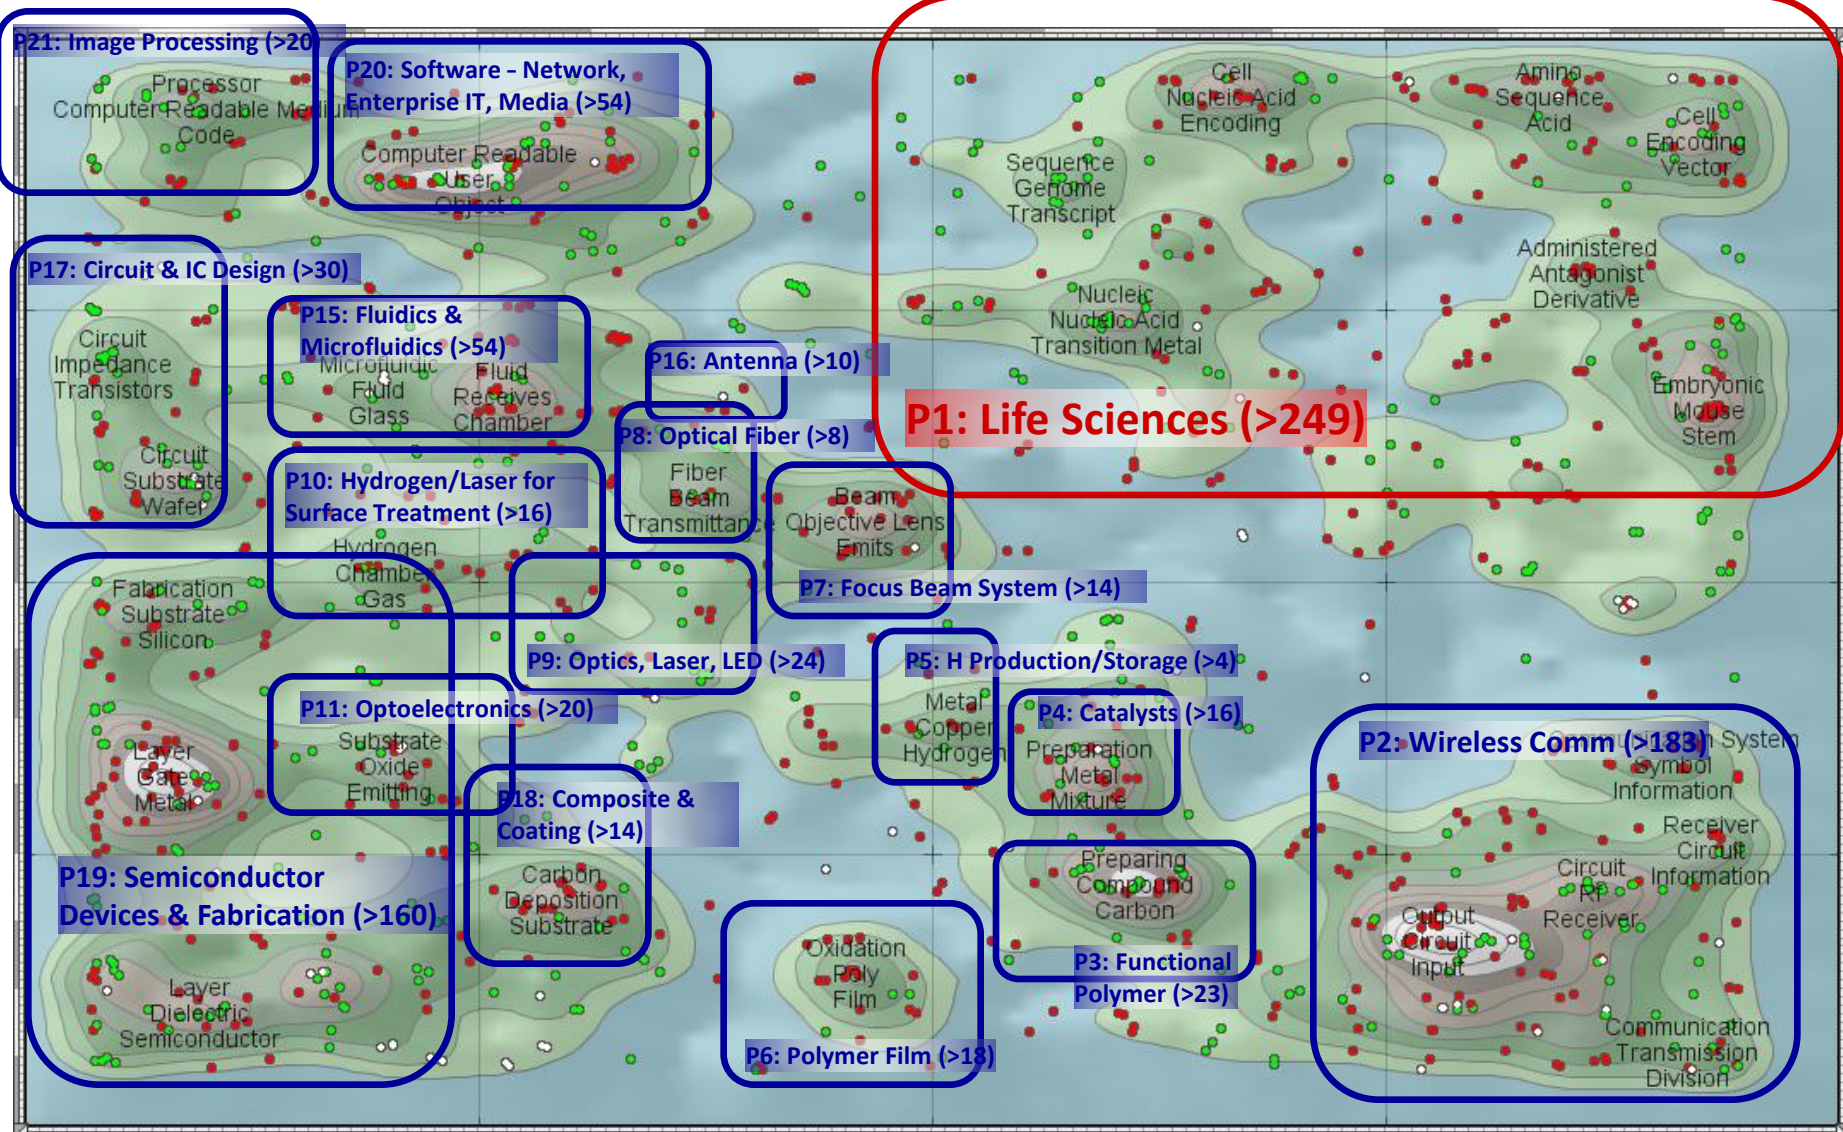 P21: Image Processing (>20)
Processor
Computer Readable Medium
Code
P20: Software - Network,
Enterprise IT, Media (>54)
Computer Readable
User
Object
Cell
Nucleic Acid
Encoding
Amino
Sequence
Acid
Cell
Encoding
Vector
Sequence
Genome
Transcript
Administered
Antagonist
Derivative
Nucleic
Nucleic Acid
Transition Metal
Embryonic
Mouse
Stem
P1: Life Sciences (>249)
P17: Circuit & IC Design (>30)
Circuit
Impedance
Transistors
Circuit
Substrate
Wafer
P15: Fluidics &
Microfluidics (>54)
Microfluidic
Fluid
Glass
Fluid
Receives
Chamber
P16: Antenna (>10)
P8: Optical Fiber (>8)
Fiber
Beam
Transmittance
Beam
Objective Lens
Emits
P7: Focus Beam System (>14)
P10: Hydrogen/Laser for
Surface Treatment (>16)
Hydrogen
Chamber
Gas
Fabrication
Substrate
Silicon
P9: Optics, Laser, LED (>24)
P5: H Production/Storage (>4)
Metal
Copper
Hydrogen
P4: Catalysts (>16)
Preparation
Metal
Mixture
P11: Optoelectronics (>20)
Substrate
Oxide
Emitting
Layer
Gate
Metal
P18: Composite &
Coating (>14)
Carbon
Deposition
Substrate
P19: Semiconductor
Devices & Fabrication (>160)
Layer
Dielectric
Semiconductor
Preparing
Compound
Carbon
P3: Functional
Polymer (>23)
Oxidation
Poly
Film
P6: Polymer Film (>18)
P2: Wireless Comm (>183)
Communication System
Symbol
Information
Receiver
Circuit
Information
Circuit
RF
Receiver
Output
Circuit
Input
Communication
Transmission
Division